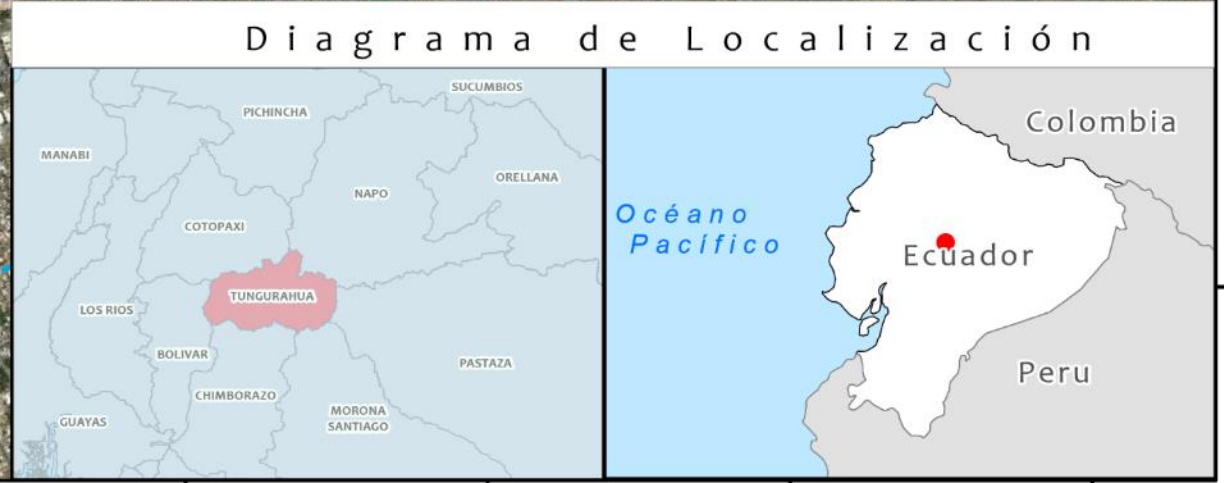 Diagrama de Localización
SUCUMBIOS
PICHINCHA
MANABI
ORELLANA
NAPO
COTOPAXI
TUNGURAHUA
LOS RIOS
BOLIVAR
PASTAZA
CHIMBORAZO
MORONA
SANTIAGO
GUAYAS
Colombia
Océano
Pacífico
Ecuador
Peru